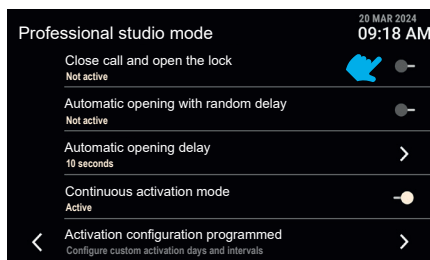 20 MAR 2024
Professional studio mode
09:18 AM
Close call and open the lock
Not active
Automatic opening with random delay
Not active
Automatic opening delay
10 seconds
Continuous activation mode
Active
Activation configuration programmed
Configure custom activation days and intervals